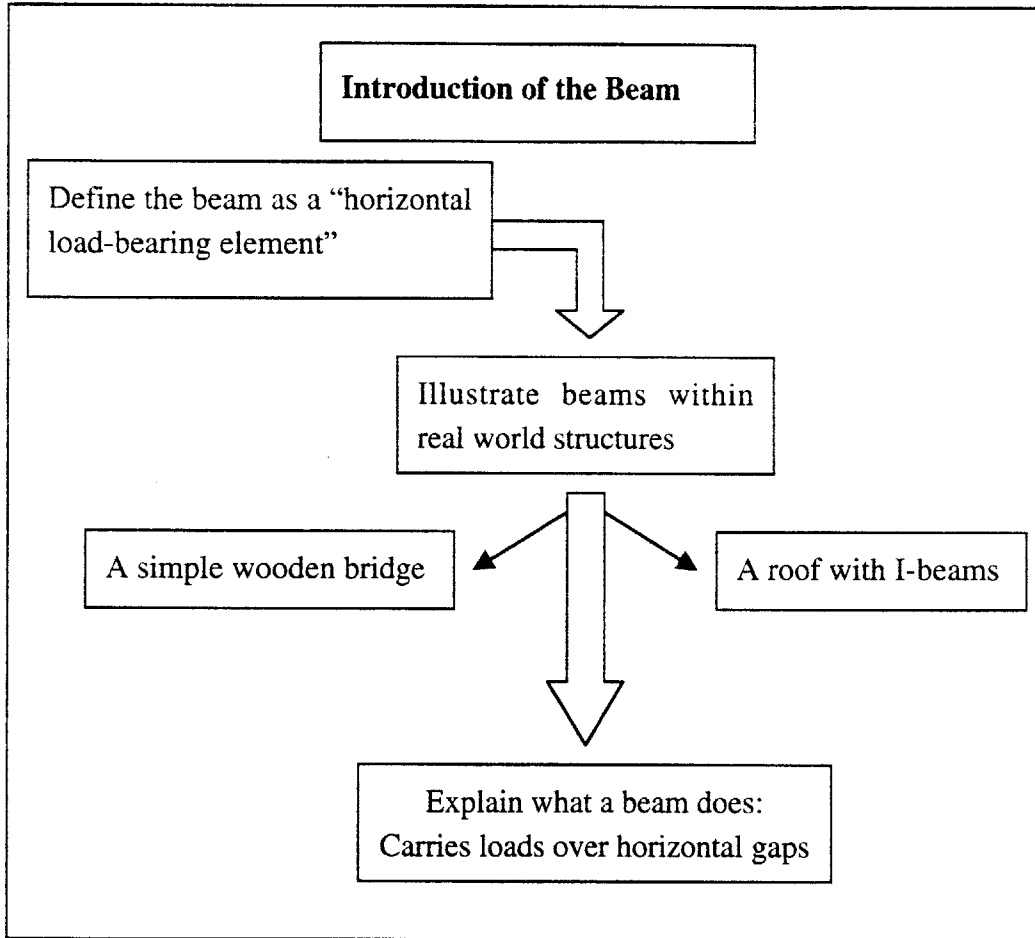 Introduction of the Beam
Define the beam as a “horizontal
load-bearing element”
Illustrate beams within
real world structures
A simple wooden bridge
A roof with I-beams
Explain what a beam does:
Carries loads over horizontal gaps